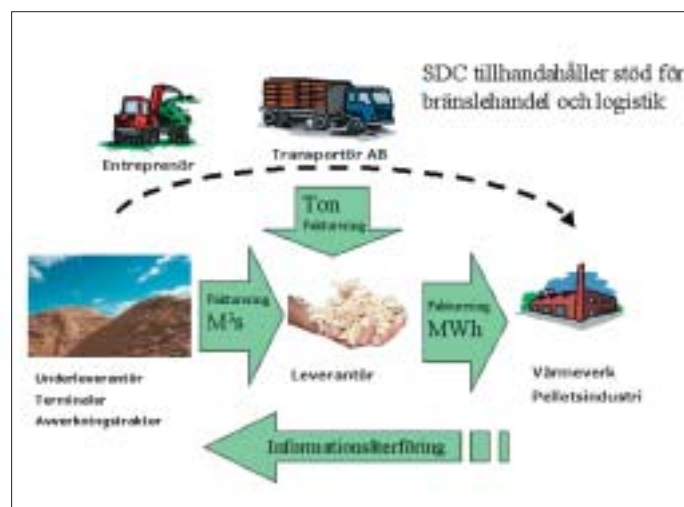 SDC tillhandahåller stöd för
bränslehandel och logistik
Entreprenör
Transportör AB
Ton
Fakturering
Fakturering
M³s
Fakturering
MWh
Leverantör
Underleverantör
Terminaler
Avverkningstrakter
Värmeverk
Pelletsindustri
Informationsåterföring